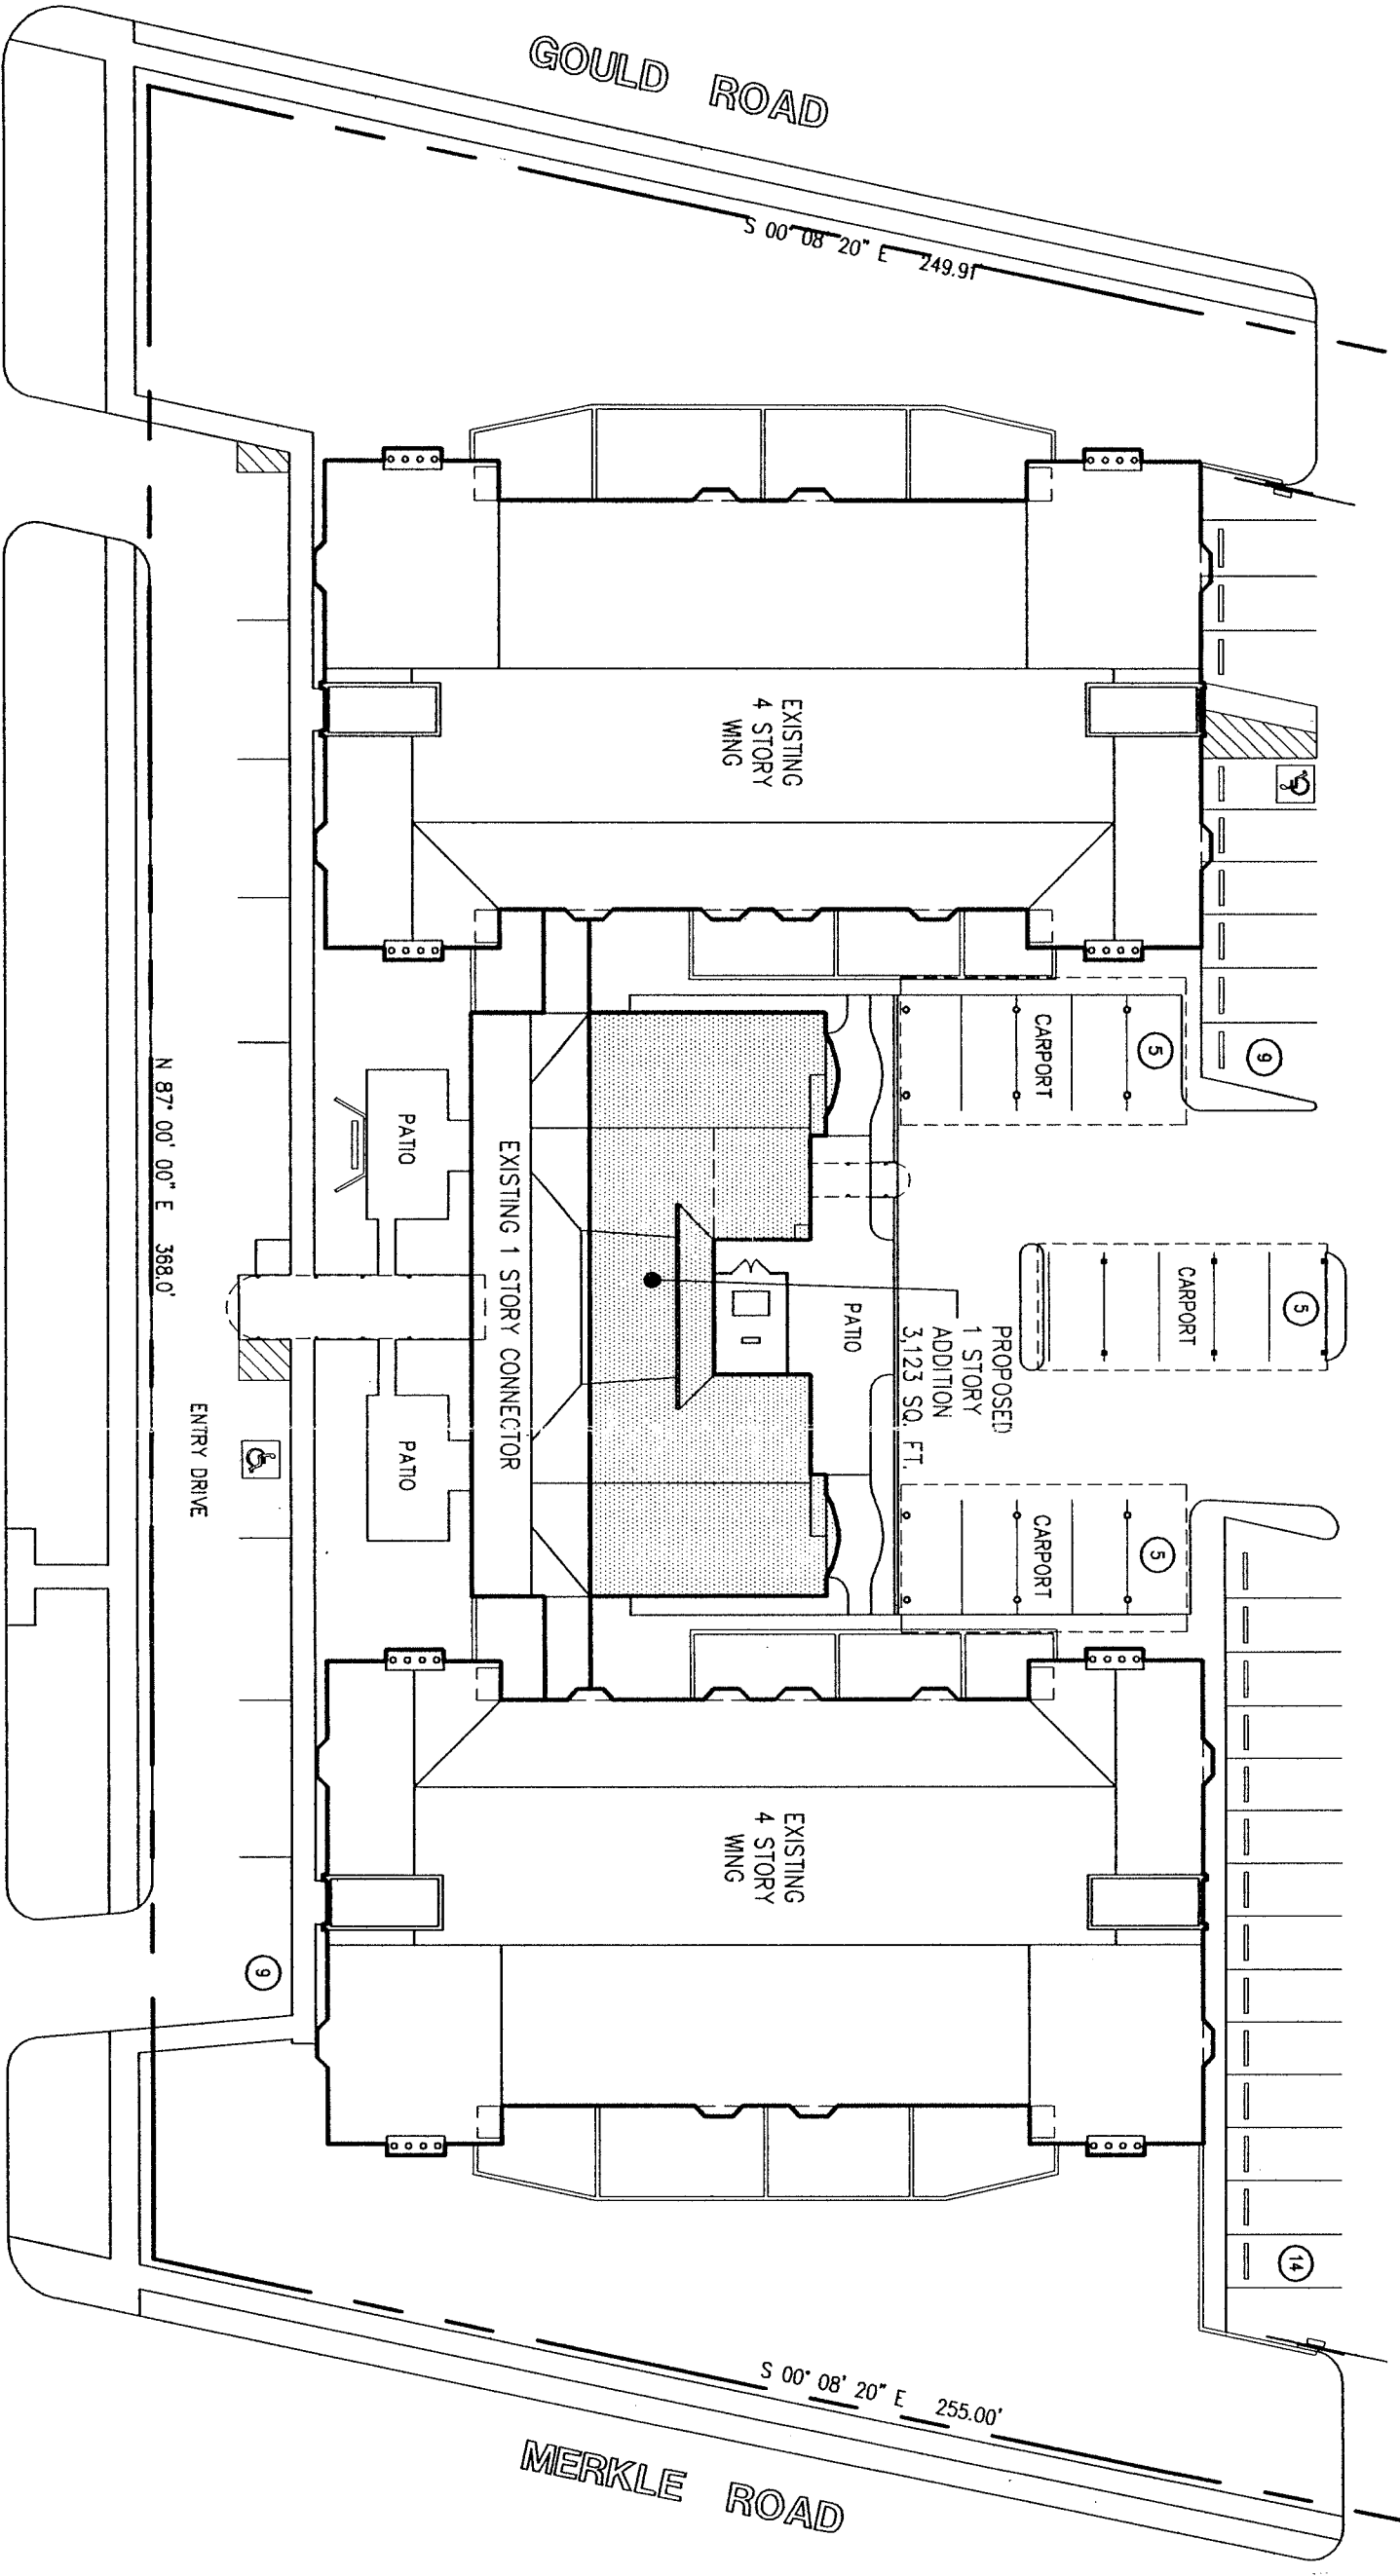 GOULD ROAD
S 00° 08' 20" E 249.91'
EXISTING
4 STORY
WING
9
CARPORT
5
PATIO
EXISTING 1 STORY CONNECTOR
N 87° 00' 00" E 368.0'
CARPORT
5
PATIO
PROPOSED
1 STORY
ADDITION
3,123 SQ. FT.
PATIO
ENTRY DRIVE
CARPORT
5
EXISTING
4 STORY
WING
9
14
S 00° 08' 20" E 255.00'
MERKLE ROAD